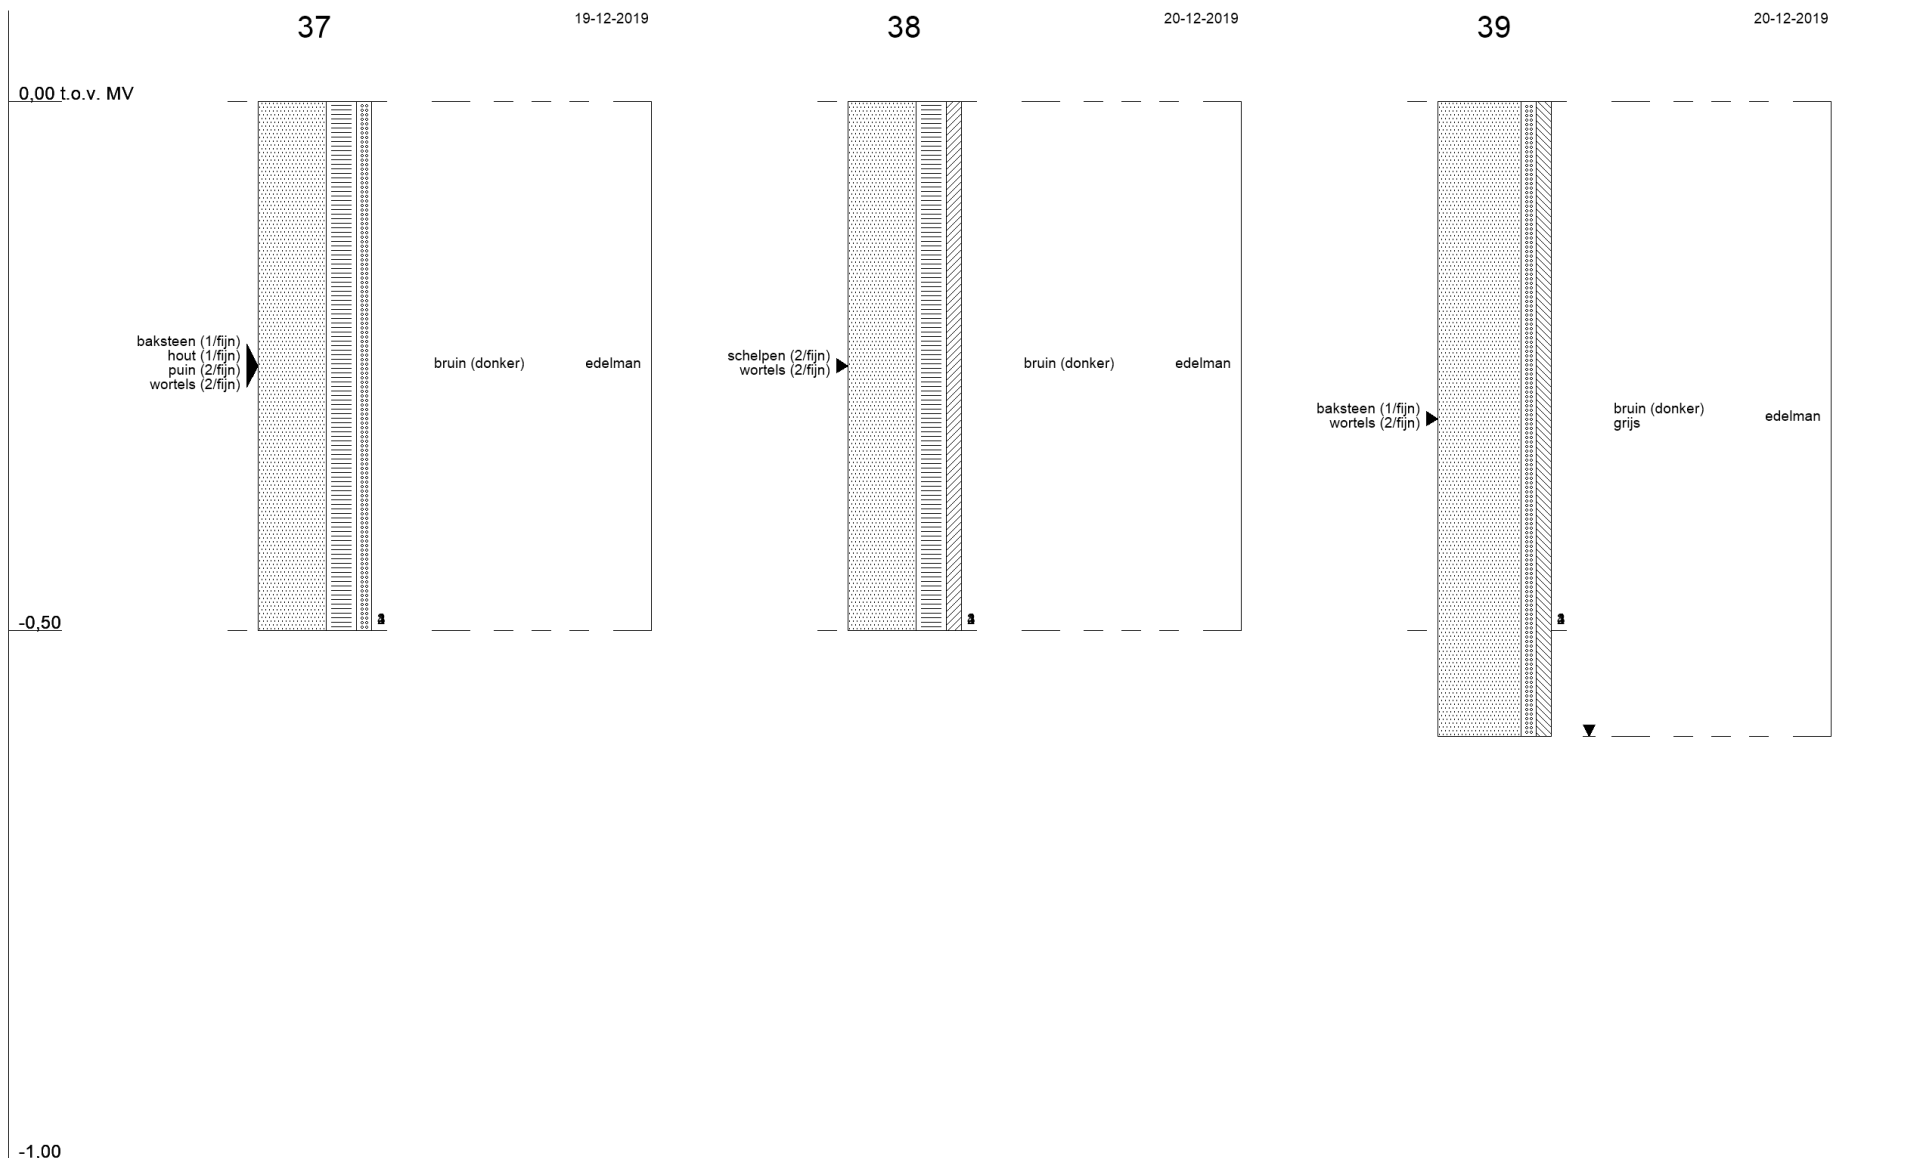 37
19-12-2019
38
20-12-2019
39
20-12-2019
0,00 t.o.v. MV
baksteen (1/fijn)
hout (1/fijn)
puin (2/fijn)
wortels (2/fijn)
bruin (donker)
edelman
schelpen (2/fijn)
wortels (2/fijn)
bruin (donker)
edelman
baksteen (1/fijn)
wortels (2/fijn)
bruin (donker)
grijs
edelman
-0,50
-1,00